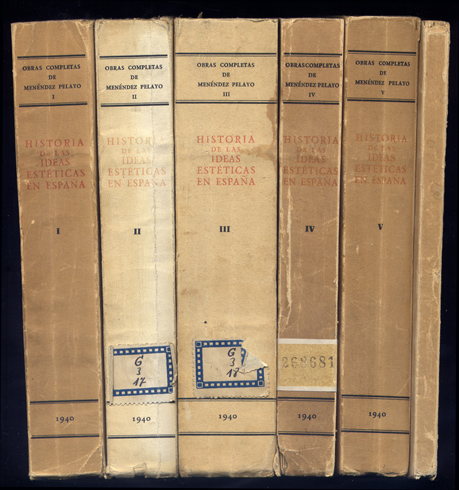 OBRAS COMPLETAS
DE
MENÉNDEZ PELAYO
I
HISTORIA
DE LAS
IDEAS
ESTÉTICAS
EN ESPAÑA
I
1940
OBRAS COMPLETAS
DE
MENÉNDEZ PELAYO
II
HISTORIA
DE LAS
IDEAS
ESTÉTICAS
EN ESPAÑA
II
G
3
17
1940
OBRAS COMPLETAS
DE
MENÉNDEZ PELAYO
III
HISTORIA
DE LAS
IDEAS
ESTÉTICAS
EN ESPAÑA
III
G
3
18
1940
OBRAS COMPLETAS
DE
MENÉNDEZ PELAYO
IV
HISTORIA
DE LAS
IDEAS
ESTÉTICAS
EN ESPAÑA
IV
268681
1940
OBRAS COMPLETAS
DE
MENÉNDEZ PELAYO
V
HISTORIA
DE LAS
IDEAS
ESTÉTICAS
EN ESPAÑA
V
1940